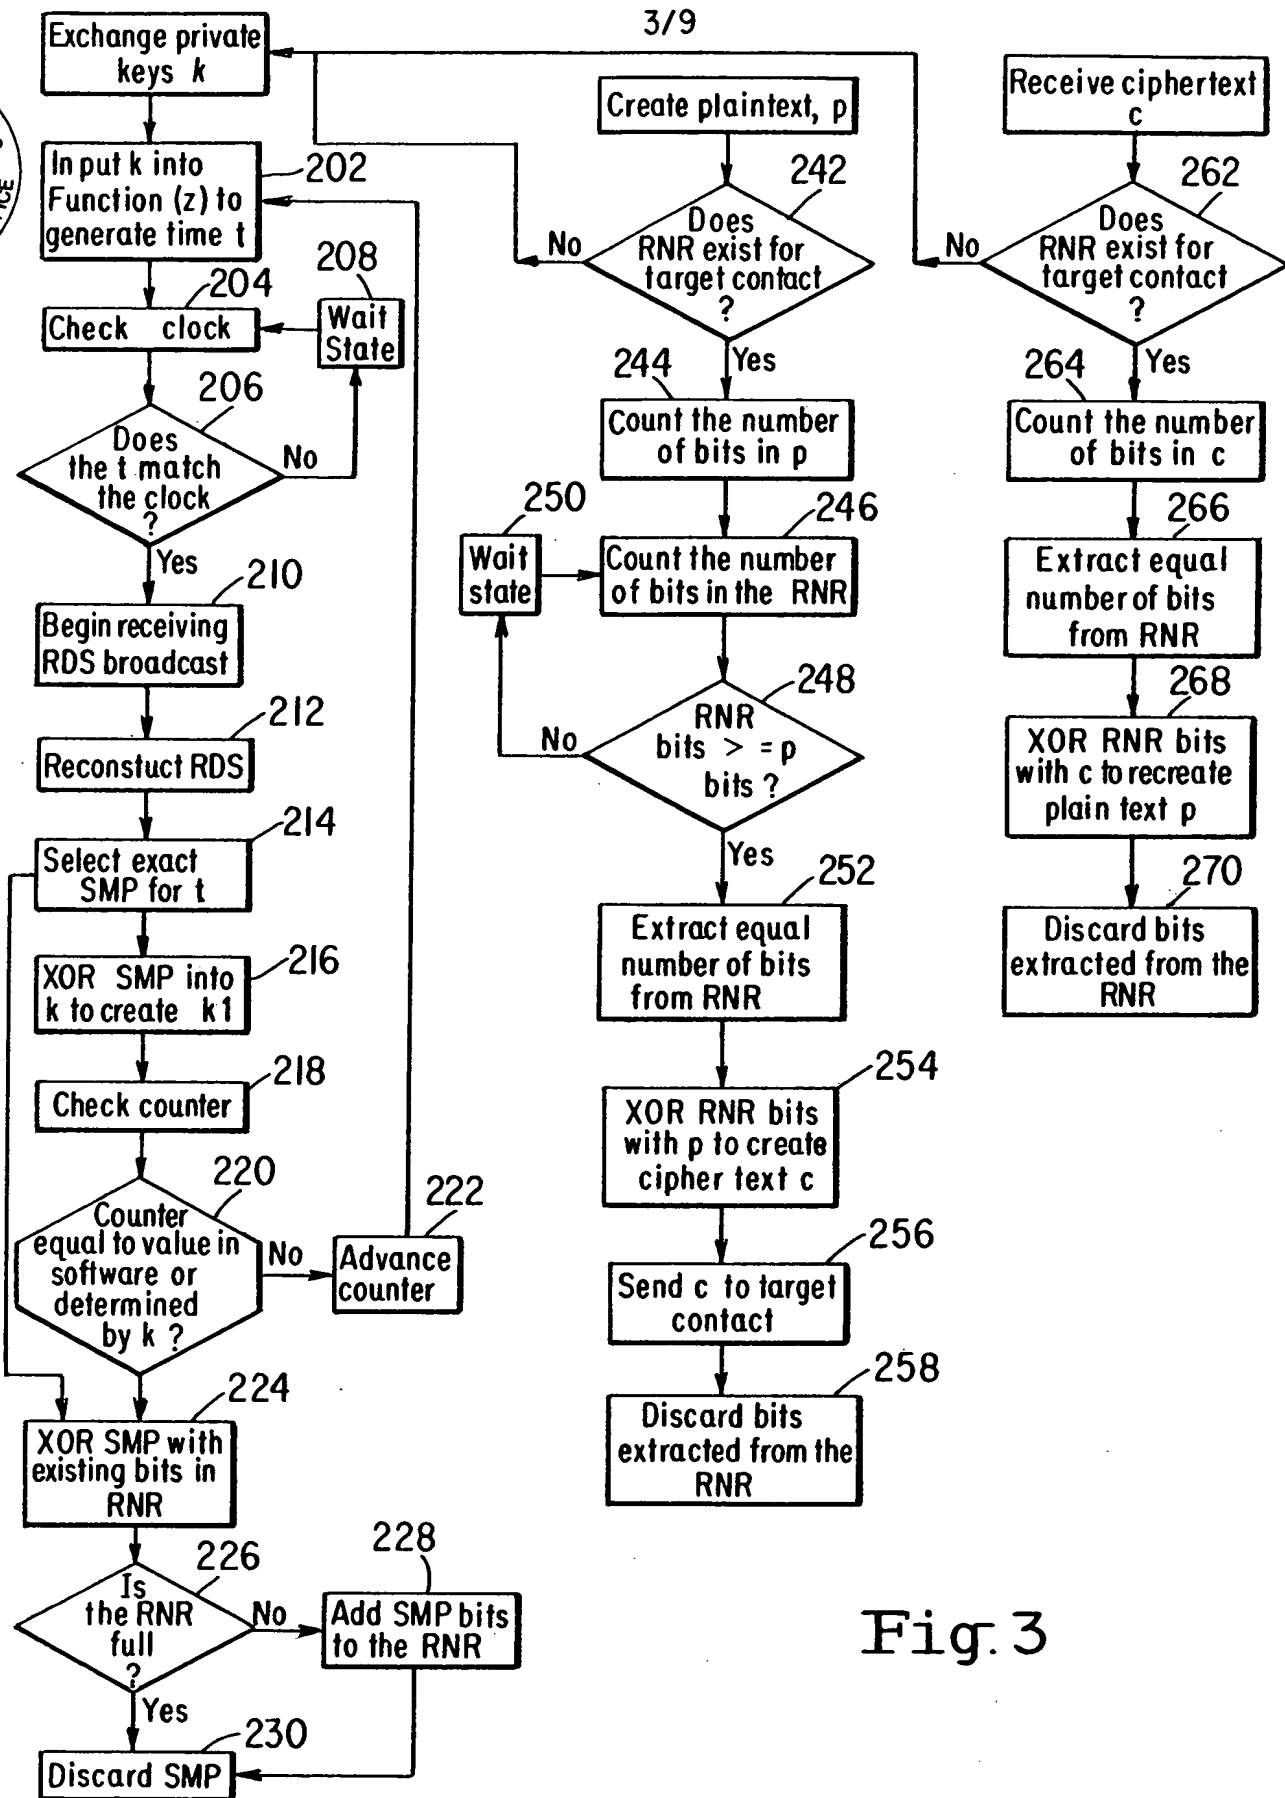 3/9
Exchange private
keys k
Input k into
Function (z) to
generate time t
202
204
Check clock
208
Wait
State
206
Does
the t match
the clock
?
No
Yes
210
Begin receiving
RDS broadcast
212
Reconstuct RDS
214
Select exact
SMP for t
216
XOR SMP into
k to create k1
218
Check counter
220
Counter
equal to value in
software or
determined
by k ?
No
222
Advance
counter
224
XOR SMP with
existing bits in
RNR
226
Is
the RNR
full
?
No
228
Add SMP bits
to the RNR
Yes
230
Discard SMP
Create plaintext, p
242
Does
RNR exist for
target contact
?
No
Yes
244
Count the number
of bits in p
250
Wait
state
246
Count the number
of bits in the RNR
248
RNR
bits > = p
bits ?
No
Yes
252
Extract equal
number of bits
from RNR
254
XOR RNR bits
with p to create
cipher text c
256
Send c to target
contact
258
Discard bits
extracted from the
RNR
Receive ciphertext
c
262
Does
RNR exist for
target contact
?
No
Yes
264
Count the number
of bits in c
266
Extract equal
number of bits
from RNR
268
XOR RNR bits
with c to recreate
plain text p
270
Discard bits
extracted from the
RNR
Fig. 3